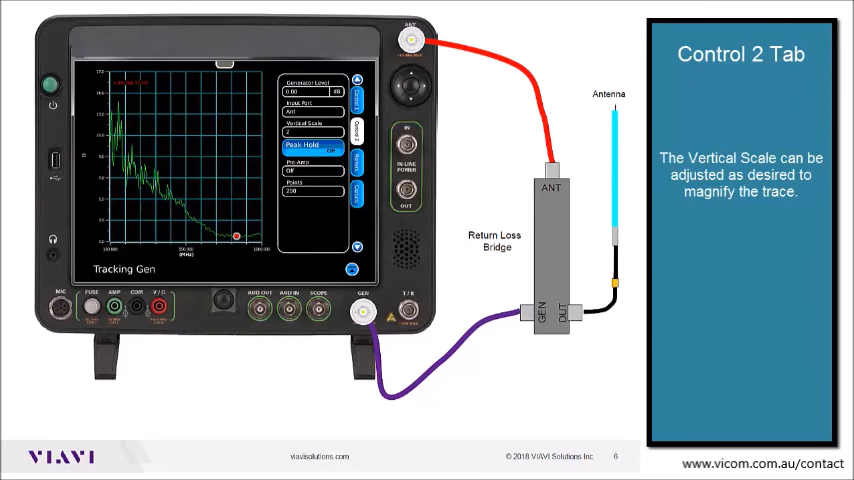 ANT
Control 2 Tab
The Vertical Scale can be
adjusted as desired to
magnify the trace.
Antenna
Generator Level
0.00 dB
Input Port
Ant
Vertical Scale
2
Peak Hold
Off
Pre-Amp
Off
Points
200
Control 2
(MHz)
Tracking Gen
IN
IN-LINE
POWER
OUT
ANT
Return Loss
Bridge
GEN
DUT
MIC
FUSE
AMP
COM
V / Ω
AUD OUT
AUD IN
SCOPE
GEN
T / R
VIAVI
viavisolutions.com
© 2018 VIAVI Solutions Inc.
6
www.vicom.com.au/contact